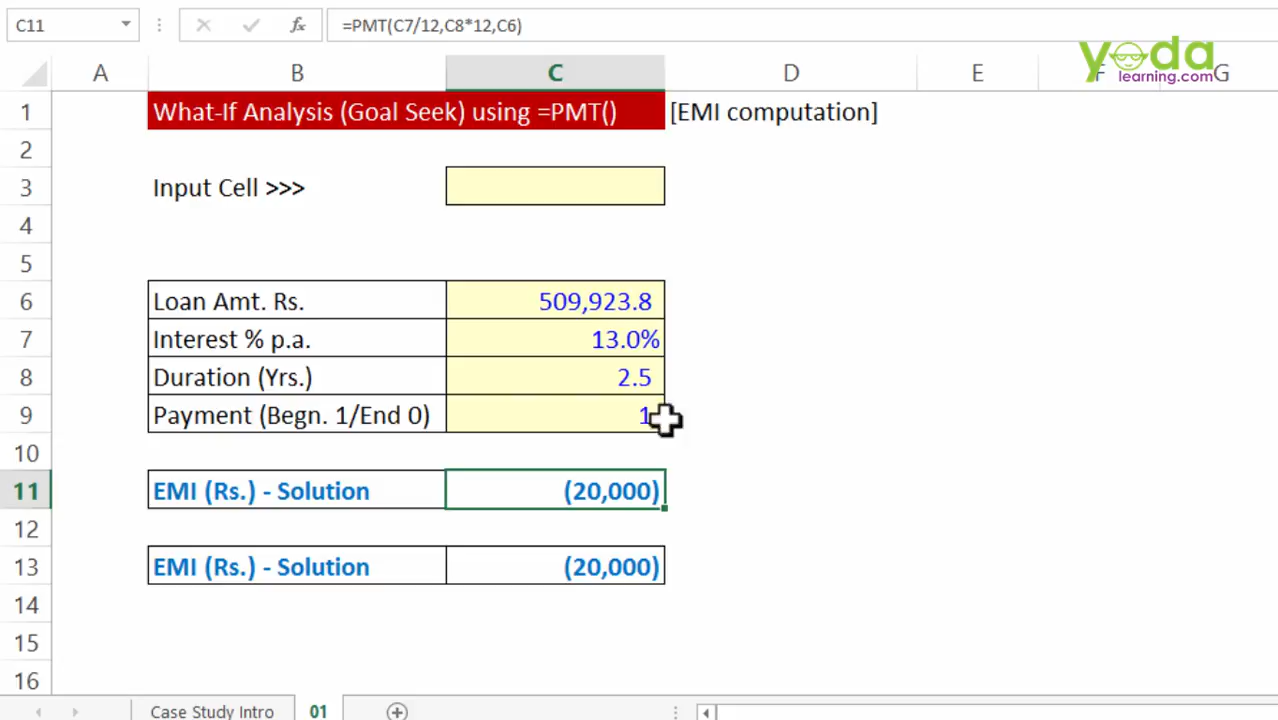 C11 fx =PMT(C7/12,C8*12,C6)
yoda
learning.com
A B C D E F G
1 What-If Analysis (Goal Seek) using =PMT() [EMI computation]
2
3 Input Cell >>>
4
5
6 Loan Amt. Rs. 509,923.8
7 Interest % p.a. 13.0%
8 Duration (Yrs.) 2.5
9 Payment (Begn. 1/End 0) 1
10
11 EMI (Rs.) - Solution (20,000)
12
13 EMI (Rs.) - Solution (20,000)
14
15
16
Case Study Intro 01